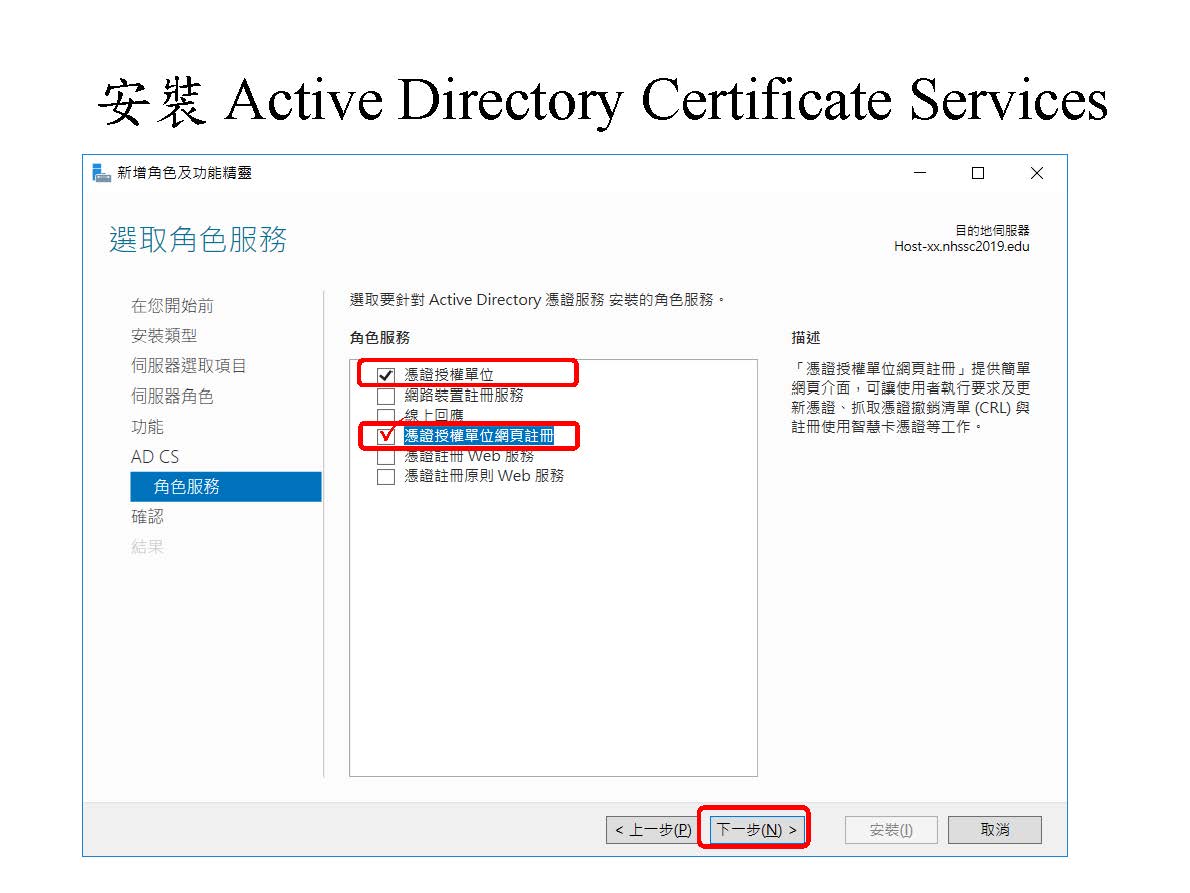 安裝 Active Directory Certificate Services
新增角色及功能精靈
選取角色服務
目的地伺服器
Host-xx.nhssc2019.edu
在您開始前
安裝類型
伺服器選取項目
伺服器角色
功能
AD CS
角色服務
確認
結果
選取要針對 Active Directory 憑證服務 安裝的角色服務。
角色服務
憑證授權單位
網路裝置註冊服務
線上回應
憑證授權單位網頁註冊
憑證註冊 Web 服務
憑證註冊原則 Web 服務
描述
「憑證授權單位網頁註冊」提供簡單
網頁介面，可讓使用者執行要求及更
新憑證、抓取憑證撤銷清單 (CRL) 與
註冊使用智慧卡憑證等工作。
< 上一步(P)
下一步(N) >
安裝(I)
取消